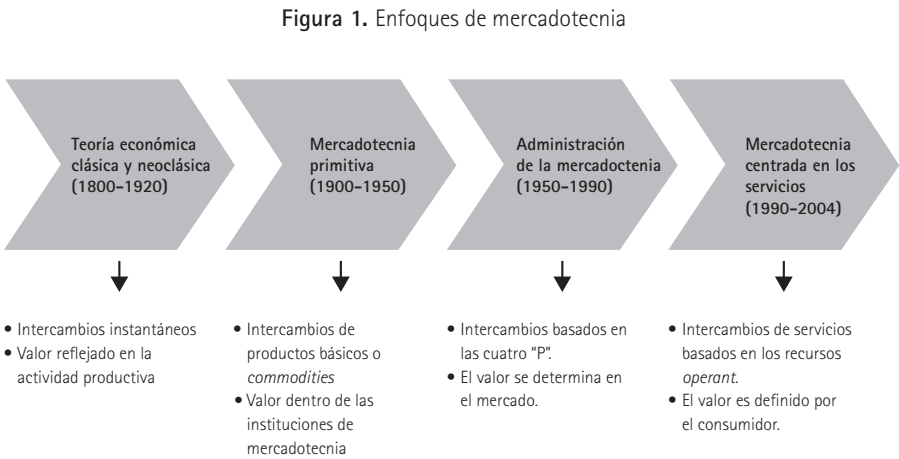 Figura 1. Enfoques de mercadotecnia
Teoría económica
clásica y neoclásica
(1800-1920)
Mercadotecnia
primitiva
(1900-1950)
Administración
de la mercadoctenia
(1950-1990)
Mercadotecnia
centrada en los
servicios
(1990-2004)
• Intercambios instantáneos
• Valor reflejado en la
actividad productiva
• Intercambios de
productos básicos o
commodities
• Valor dentro de las
instituciones de
mercadotecnia
• Intercambios basados en
las cuatro “P”.
• El valor se determina en
el mercado.
• Intercambios de servicios
basados en los recursos
operant.
• El valor es definido por
el consumidor.